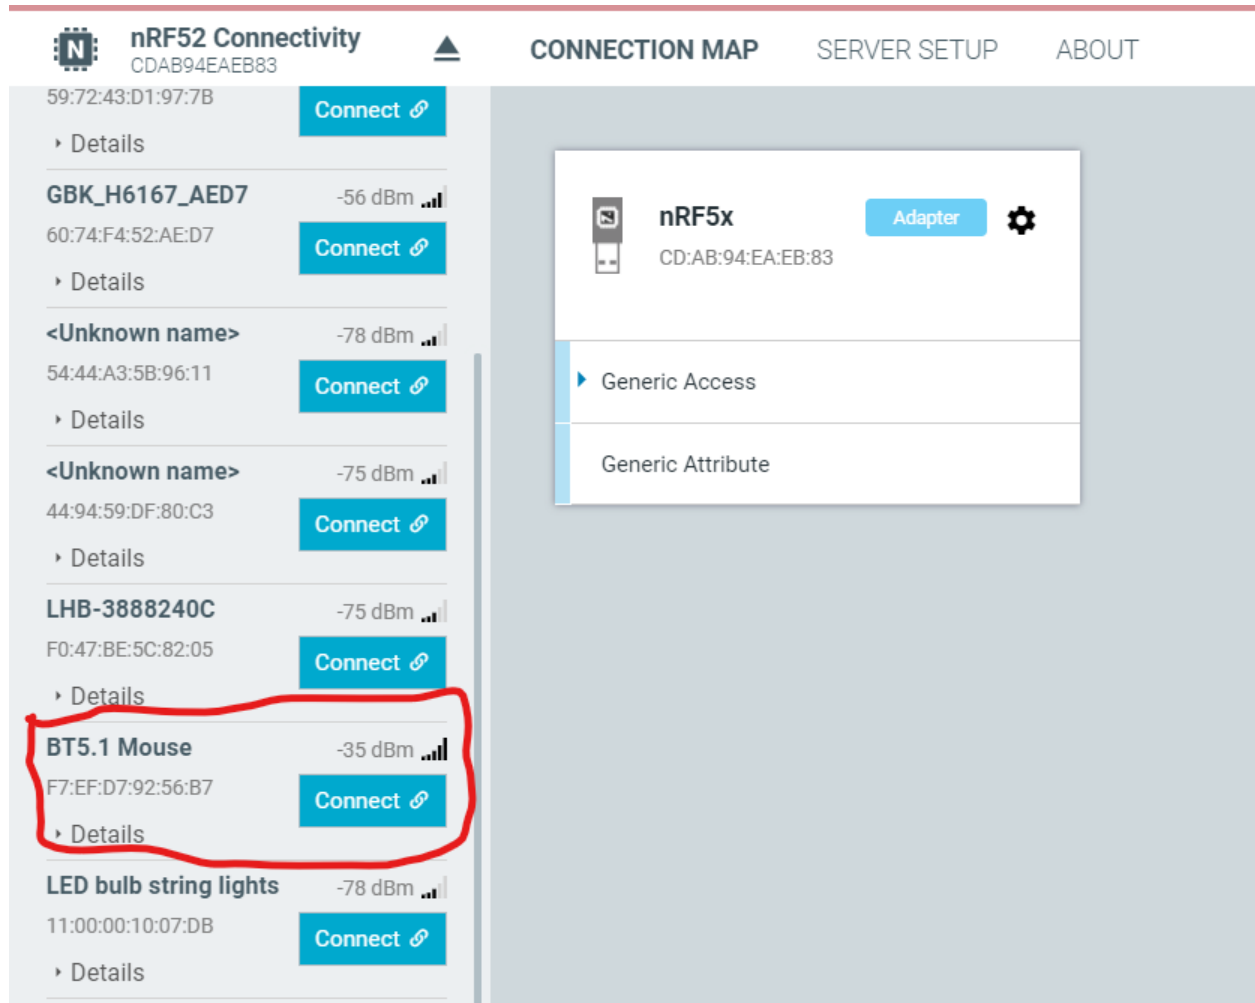 nRF52 Connectivity
CDAB94EAEB83
CONNECTION MAP
SERVER SETUP
ABOUT
59:72:43:D1:97:7B
Connect
Details
GBK_H6167_AED7
-56 dBm
60:74:F4:52:AE:D7
Connect
Details
<Unknown name>
-78 dBm
54:44:A3:5B:96:11
Connect
Details
<Unknown name>
-75 dBm
44:94:59:DF:80:C3
Connect
Details
LHB-3888240C
-75 dBm
F0:47:BE:5C:82:05
Connect
Details
BT5.1 Mouse
-35 dBm
F7:EF:D7:92:56:B7
Connect
Details
LED bulb string lights
-78 dBm
11:00:00:10:07:DB
Connect
Details
nRF5x
Adapter
CD:AB:94:EA:EB:83
Generic Access
Generic Attribute